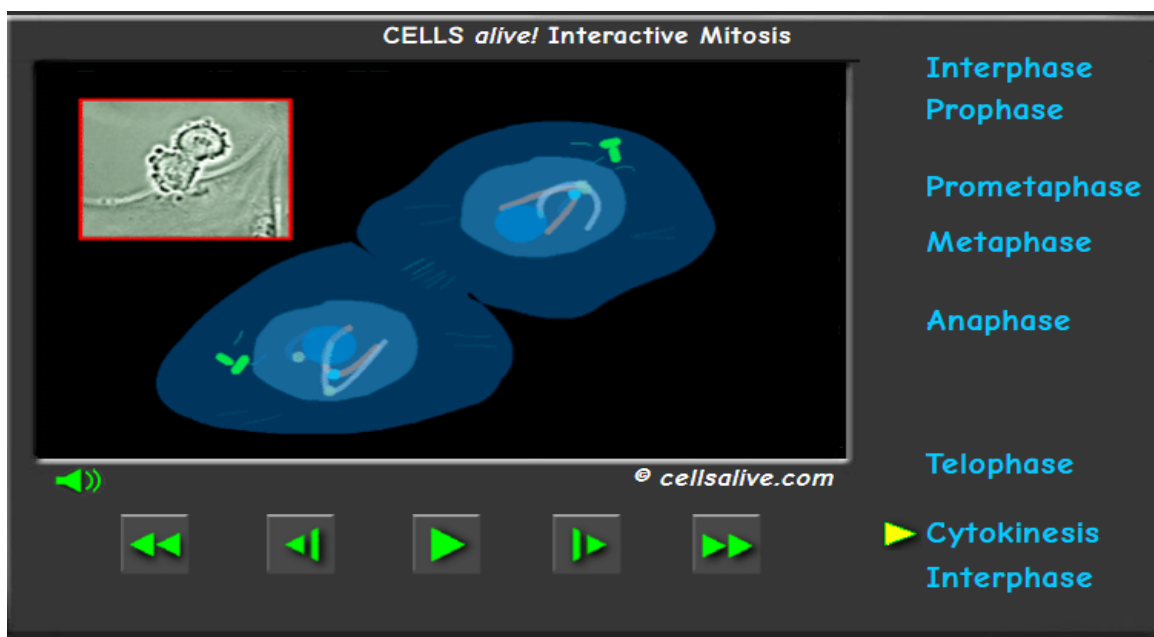 CELLS alive! Interactive Mitosis
Interphase
Prophase
Prometaphase
Metaphase
Anaphase
Telophase
Cytokinesis
Interphase
© cellsalive.com